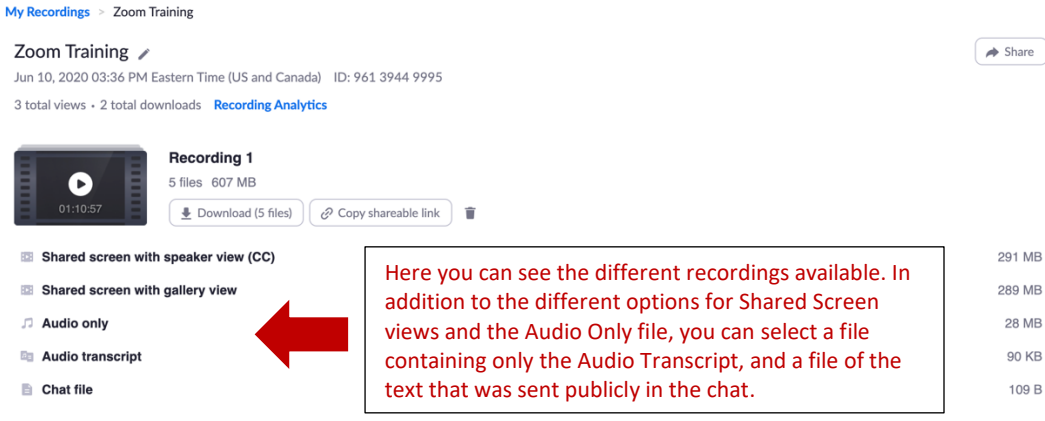 My Recordings > Zoom Training
Zoom Training
Share
Jun 10, 2020 03:36 PM Eastern Time (US and Canada) ID: 961 3944 9995
3 total views • 2 total downloads Recording Analytics
Recording 1
5 files 607 MB
01:10:57
Download (5 files) Copy shareable link
Shared screen with speaker view (CC) 291 MB
Shared screen with gallery view 289 MB
Audio only 28 MB
Audio transcript 90 KB
Chat file 109 B
Here you can see the different recordings available. In
addition to the different options for Shared Screen
views and the Audio Only file, you can select a file
containing only the Audio Transcript, and a file of the
text that was sent publicly in the chat.